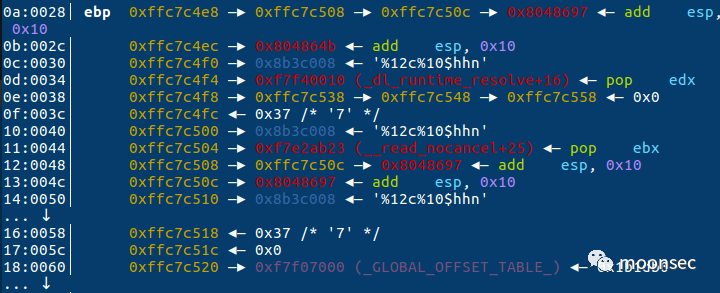 0a:0028│ ebp  0xffc7c4e8 —▸ 0xffc7c508 —▸ 0xffc7c50c —▸ 0x8048697 ◂— add    esp,
0x10
0b:002c│      0xffc7c4ec —▸ 0x804864b ◂— add    esp, 0x10
0c:0030│      0xffc7c4f0 —▸ 0x8b3c008 ◂— '%12c%10$hhn'
0d:0034│      0xffc7c4f4 —▸ 0xf7f40010 (_dl_runtime_resolve+16) ◂— pop    edx
0e:0038│      0xffc7c4f8 —▸ 0xffc7c538 —▸ 0xffc7c548 —▸ 0xffc7c558 ◂— 0x0
0f:003c│      0xffc7c4fc ◂— 0x37 /* '7' */
10:0040│      0xffc7c500 —▸ 0x8b3c008 ◂— '%12c%10$hhn'
11:0044│      0xffc7c504 —▸ 0xf7e2ab23 (__read_nocancel+25) ◂— pop    ebx
12:0048│      0xffc7c508 —▸ 0xffc7c50c —▸ 0x8048697 ◂— add    esp, 0x10
13:004c│      0xffc7c50c —▸ 0x8048697 ◂— add    esp, 0x10
14:0050│      0xffc7c510 —▸ 0x8b3c008 ◂— '%12c%10$hhn'
... ↓
16:0058│      0xffc7c518 ◂— 0x37 /* '7' */
17:005c│      0xffc7c51c ◂— 0x0
18:0060│      0xffc7c520 —▸ 0xf7f07000 (_GLOBAL_OFFSET_TABLE_) ◂—
moonsec
... ↓